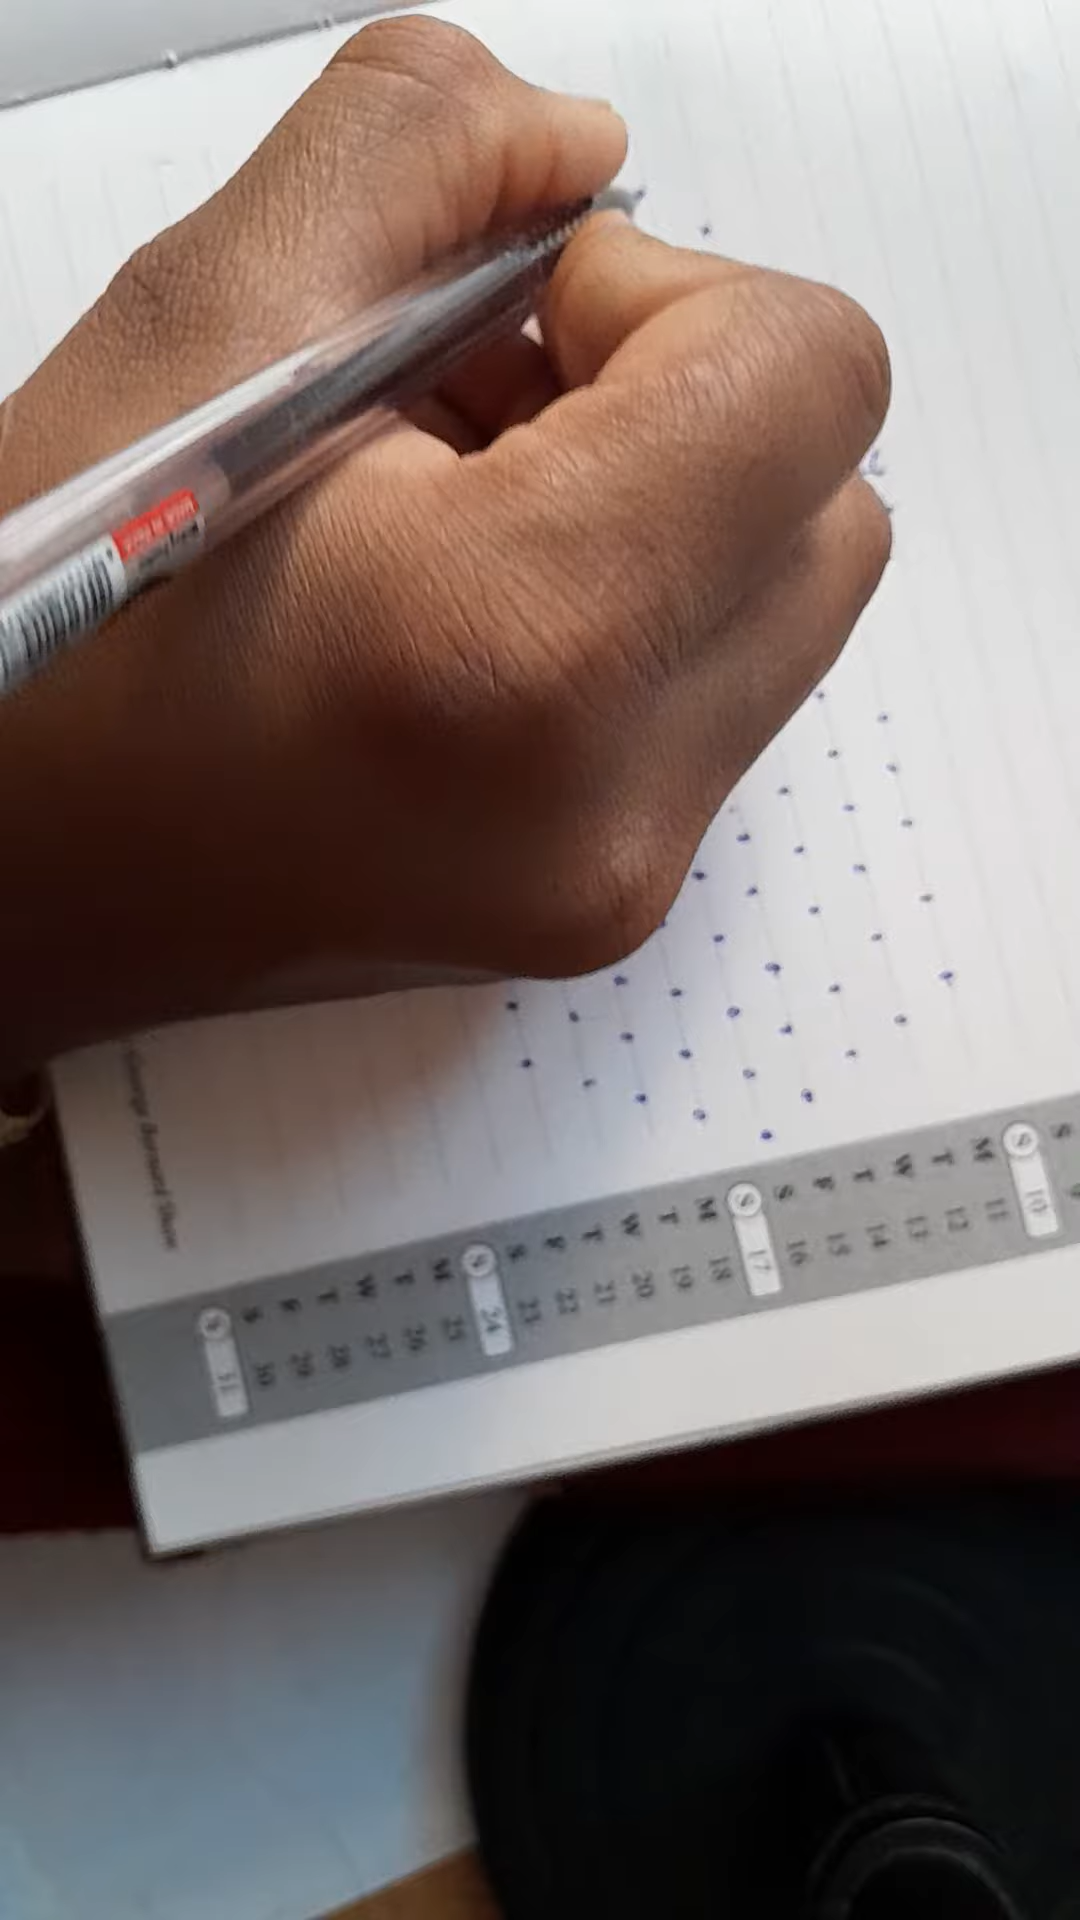 George Bernard Shaw
S
S 10
M 11
T 12
W 13
T 14
F 15
S 16
S 17
M 18
T 19
W 20
T 21
F 22
S 23
S 24
M 25
T 26
W 27
T 28
F 29
S 30
S 31